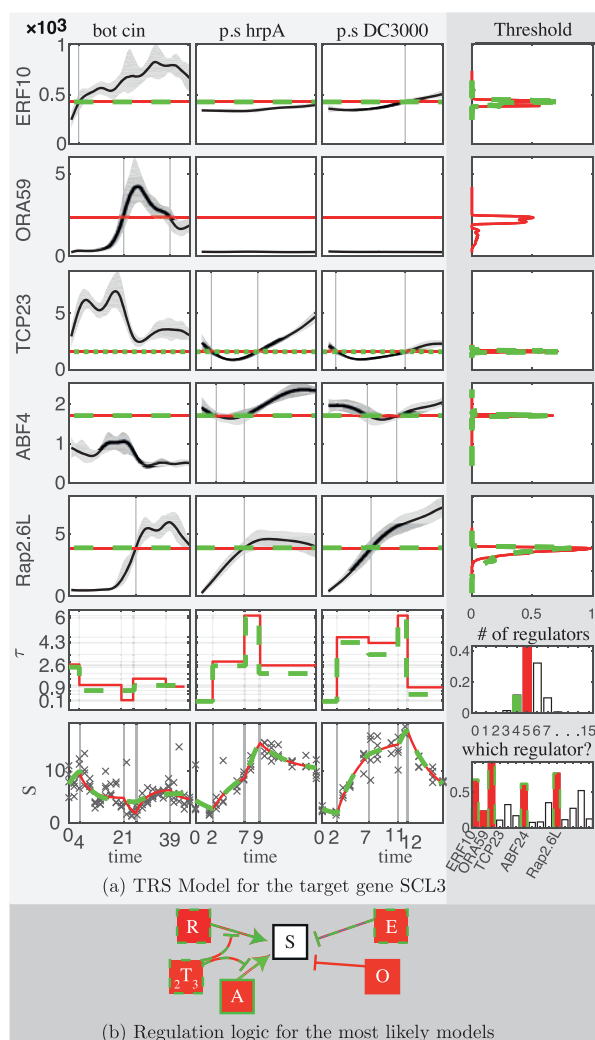 bot cin p.s hrpA p.s DC3000 Threshold
×10³
1
0.5
0
ERF10
5
0
ORA59
5
0
TCP23
2
1
0
ABF4
5
0
Rap2.6L
0 0.5 1
6
4.3
2.6
0.9
0.1
τ
# of regulators
0.4
0.2
0
0 1 2 3 4 5 6 7 . . . 15
which regulator?
0.5
0
ERF10
ORA59
TCP23
ABF24
Rap2.6L
10
0
S
0 4 21 39 0 2 7 9 0 2 7 11 12
time time time
(a) TRS Model for the target gene SCL3
R S E
₂T₃ A O
(b) Regulation logic for the most likely models